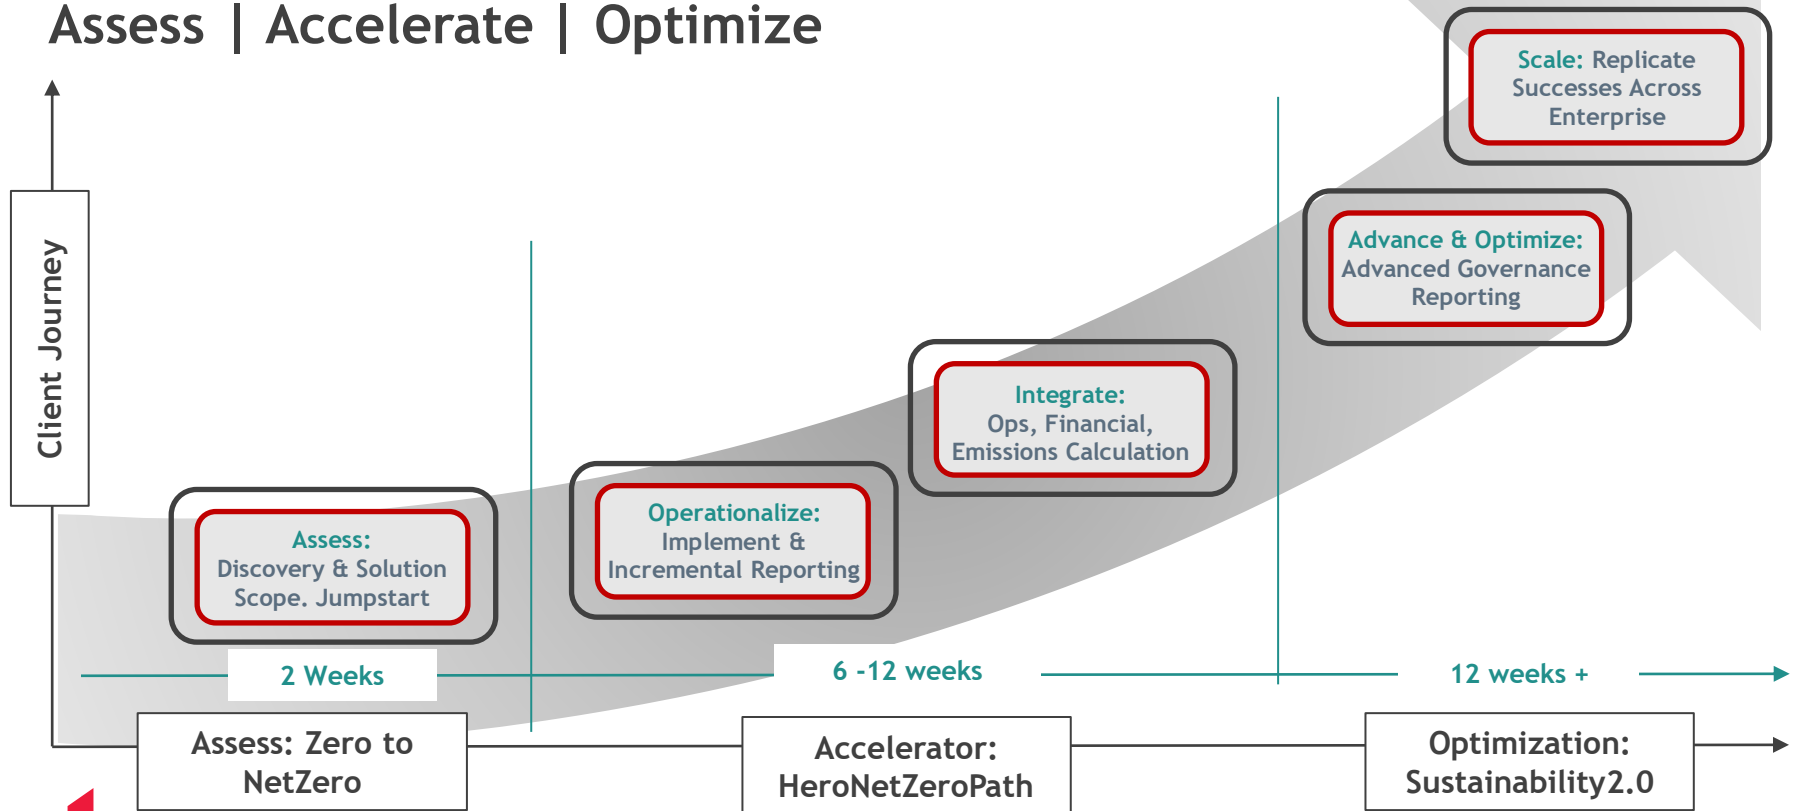 Assess | Accelerate | Optimize
Scale: Replicate
Successes Across
Enterprise
Advance & Optimize:
Advanced Governance
Reporting
Client Journey
Integrate:
Ops, Financial,
Emissions Calculation
Operationalize:
Implement &
Incremental Reporting
Assess:
Discovery & Solution
Scope. Jumpstart
2 Weeks
6 -12 weeks
12 weeks +
Assess: Zero to
NetZero
Accelerator:
HeroNetZeroPath
Optimization:
Sustainability2.0